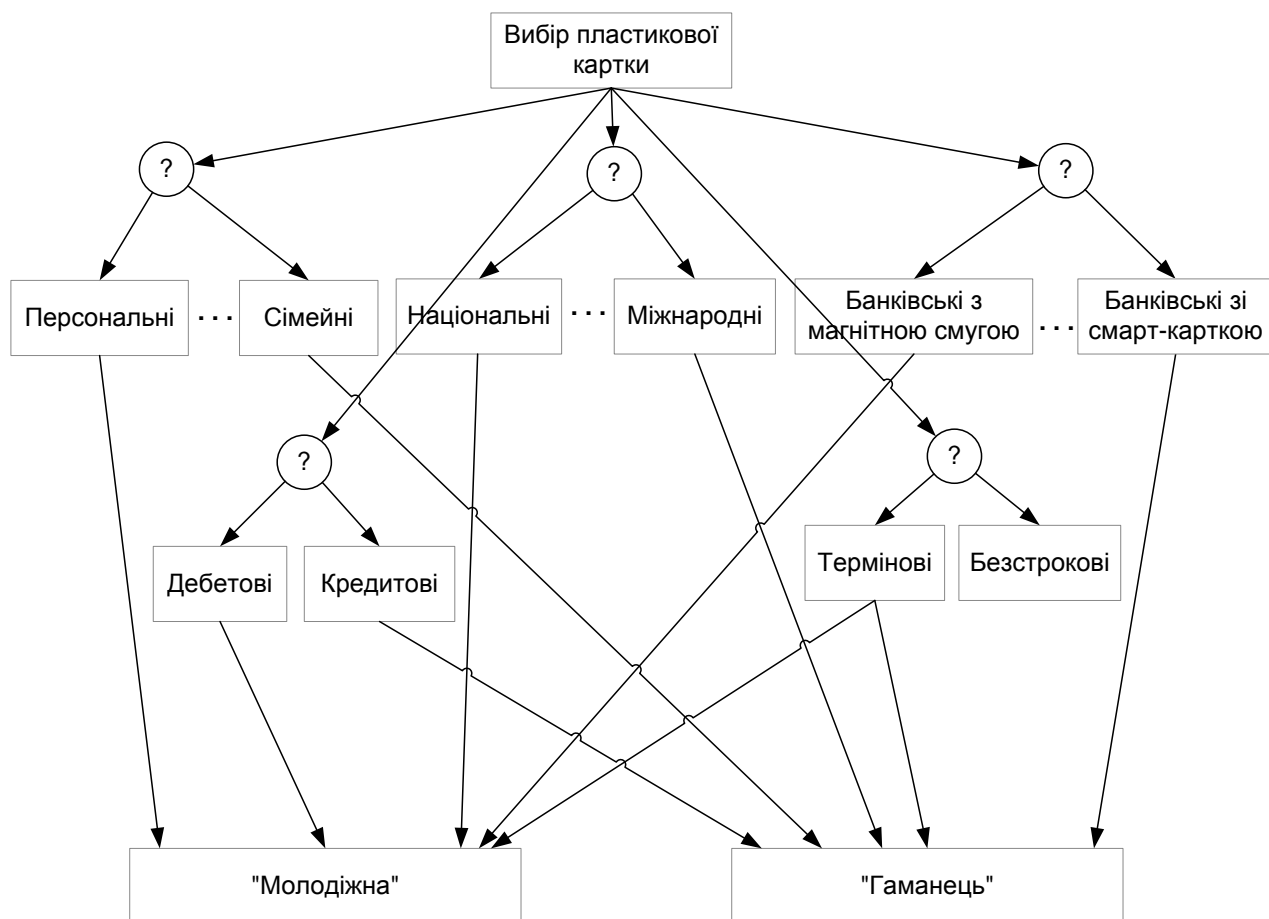 Вибір пластикової
картки
?
?
?
Персональні
. . .
Сімейні
Національні
. . .
Міжнародні
Банківські з
магнітною смугою
. . .
Банківські зі
смарт-карткою
?
?
Дебетові
Кредитові
Термінові
Безстрокові
"Молодіжна"
"Гаманець"